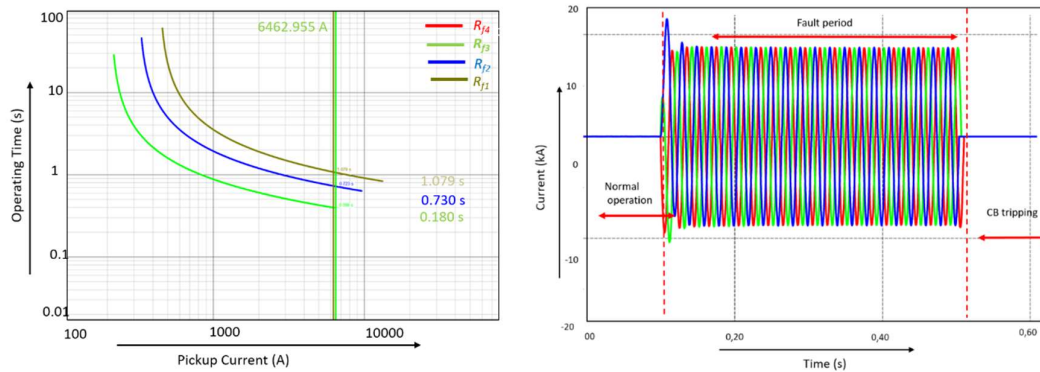 100
10
1
0.1
0.01
Operating Time (s)
6462.955 A
Rf4
Rf3
Rf2
Rf1
1.079 s
0.730 s
0.180 s
100
1000
10000
Pickup Current (A)
20
10
0
-10
-20
Current (kA)
Fault period
Normal
operation
CB tripping
00
0,20
0,40
0,60
Time (s)